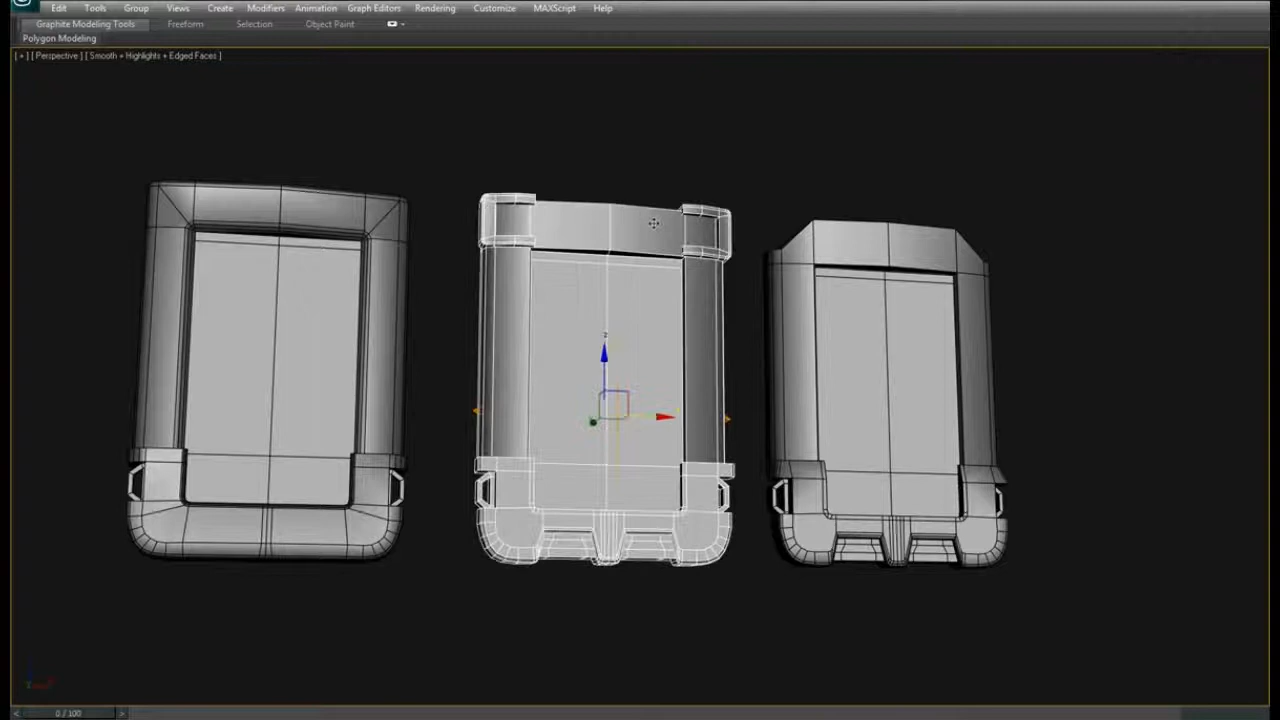 Edit Tools Group Views Create Modifiers Animation Graph Editors Rendering Customize MAXScript Help
Graphite Modeling Tools Freeform Selection Object Paint
Polygon Modeling
[ + ] [ Perspective ] [ Smooth + Highlights + Edged Faces ]
z
< 0 / 100 >